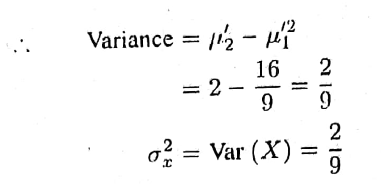 ∴ Variance = μ′₂ − μ′₁²
= 2 − 16/9 = 2/9
σₓ² = Var (X) = 2/9